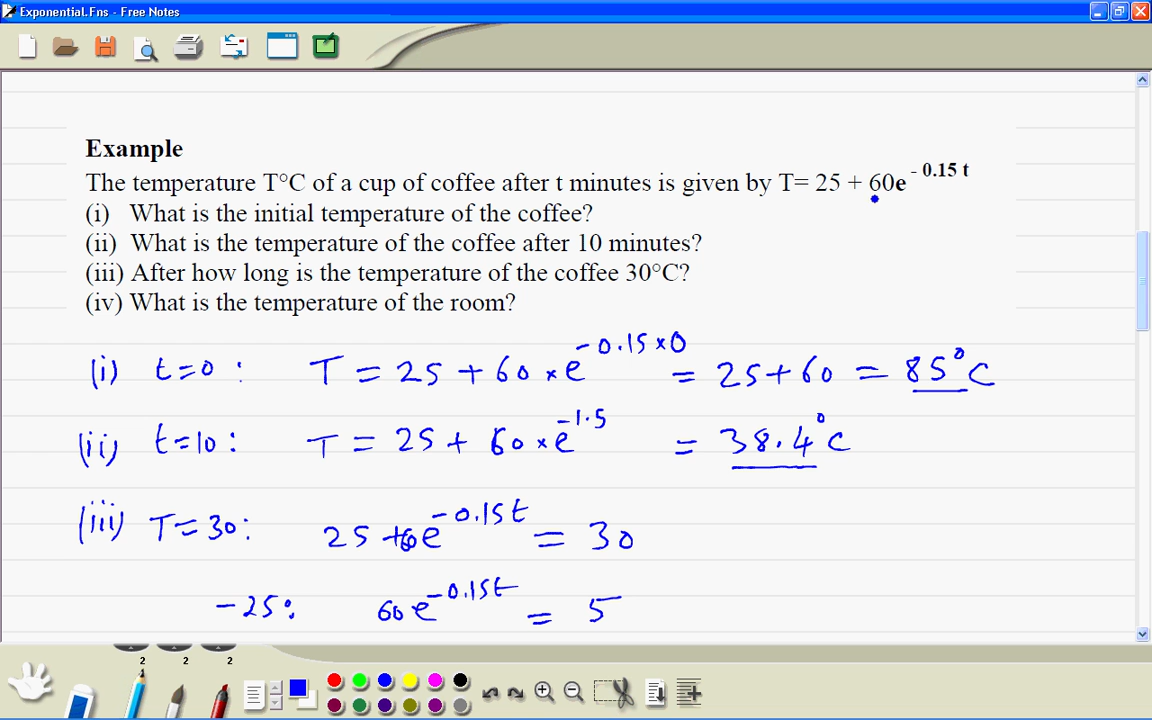 Exponential.Fns - Free Notes
Example
The temperature T°C of a cup of coffee after t minutes is given by T= 25 + 60e^- 0.15 t
(i) What is the initial temperature of the coffee?
(ii) What is the temperature of the coffee after 10 minutes?
(iii) After how long is the temperature of the coffee 30°C?
(iv) What is the temperature of the room?
(i) t=0 : T = 25 + 60 × e^-0.15×0 = 25+60 = 85°C
(ii) t=10 : T = 25 + 60 × e^-1.5 = 38.4°C
(iii) T=30: 25 + 60e^-0.15t = 30
-25: 60e^-0.15t = 5
2 2 2